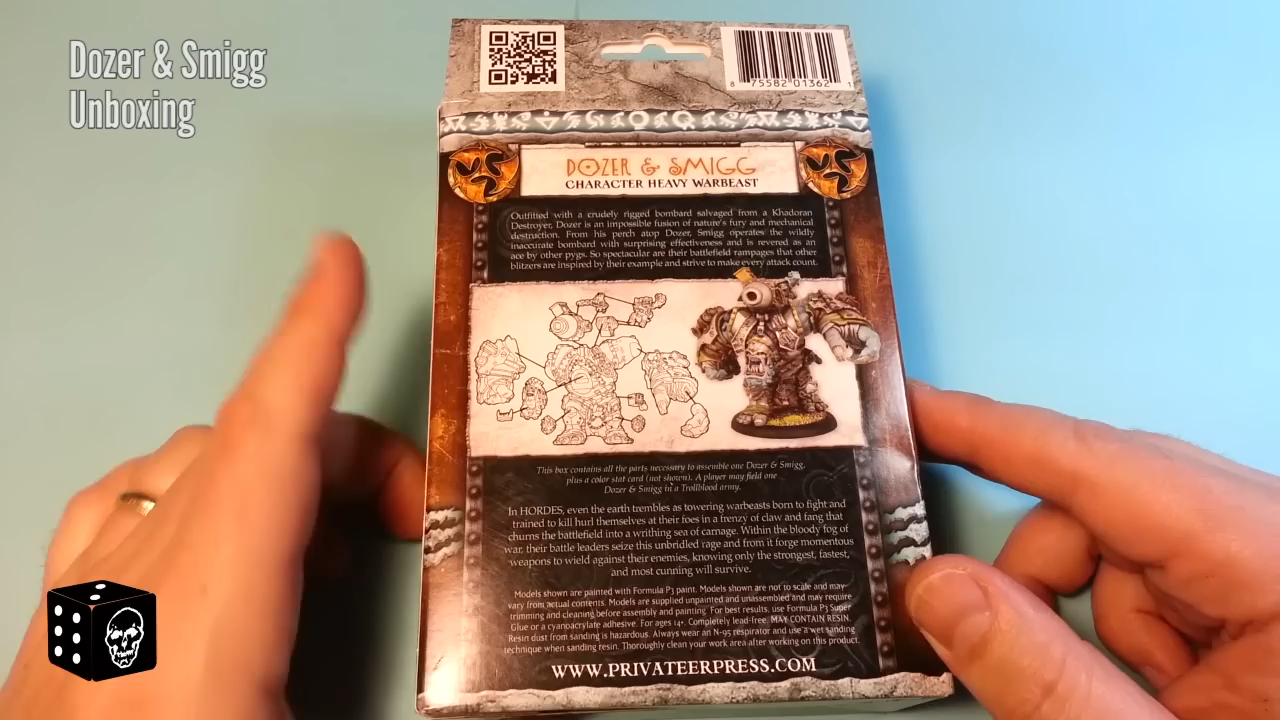 Dozer & Smigg
Unboxing
8 75582 01362 1
DOZER & SMIGG
CHARACTER HEAVY WARBEAST
Outfitted with a crudely rigged bombard salvaged from a Khadoran
Destroyer, Dozer is an impossible fusion of nature's fury and mechanical
destruction. From his perch atop Dozer, Smigg operates the wildly
inaccurate bombard with surprising effectiveness and is revered as an
ace by other pygs. So spectacular are their battlefield rampages that other
blitzers are inspired by their example and strive to make every attack count.
This box contains all the parts necessary to assemble one Dozer & Smigg,
plus a color stat card (not shown). A player may field one
Dozer & Smigg in a Trollblood army.
In HORDES, even the earth trembles as towering warbeasts born to fight and
trained to kill hurl themselves at their foes in a frenzy of claw and fang that
churns the battlefield into a writhing sea of carnage. Within the bloody fog of
war, their battle leaders seize this unbridled rage and from it forge momentous
weapons to wield against their enemies, knowing only the strongest, fastest,
and most cunning will survive.
Models shown are painted with Formula P3 paint. Models shown are not to scale and may
vary from actual contents. Models are supplied unpainted and unassembled and may require
trimming and cleaning before assembly and painting. For best results, use Formula P3 Super
Glue or a cyanoacrylate adhesive. For ages 14+. Completely lead-free. MAY CONTAIN RESIN.
Resin dust from sanding is hazardous. Always wear an N-95 respirator and use a wet sanding
technique when sanding resin. Thoroughly clean your work area after working on this product.
WWW.PRIVATEERPRESS.COM